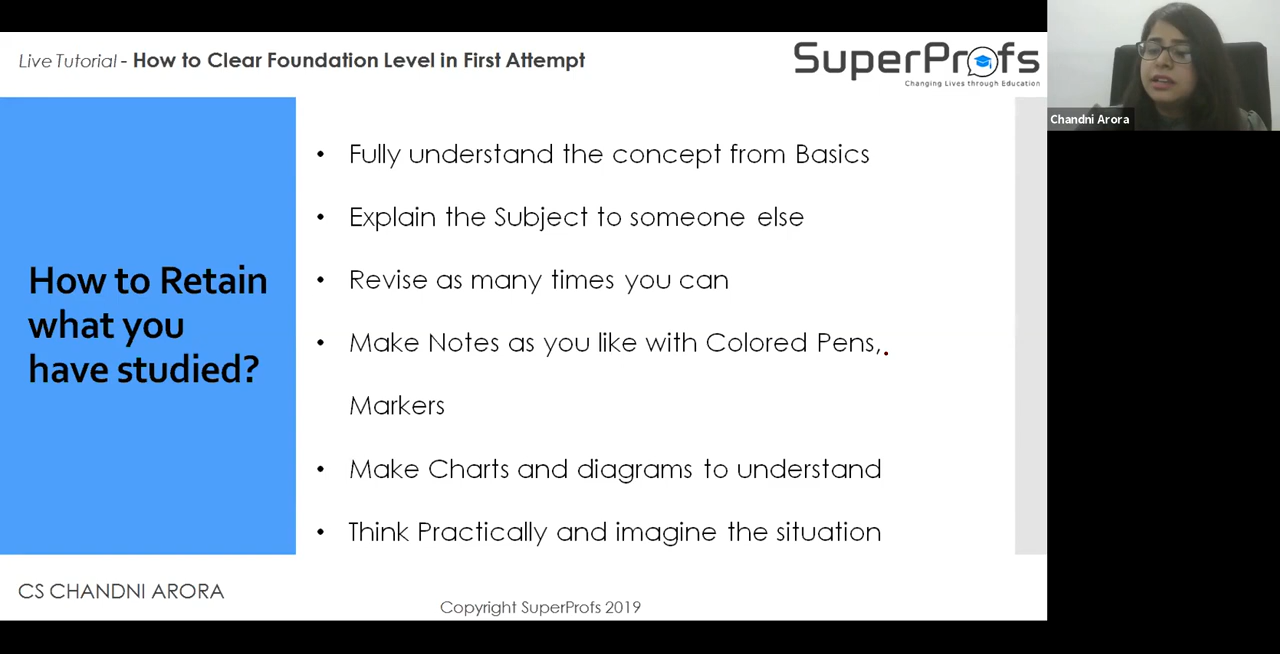 Live Tutorial - How to Clear Foundation Level in First Attempt
SuperProfs
Changing Lives through Education
Chandni Arora
How to Retain
what you
have studied?
• Fully understand the concept from Basics
• Explain the Subject to someone else
• Revise as many times you can
• Make Notes as you like with Colored Pens,
Markers
• Make Charts and diagrams to understand
• Think Practically and imagine the situation
CS CHANDNI ARORA
Copyright SuperProfs 2019